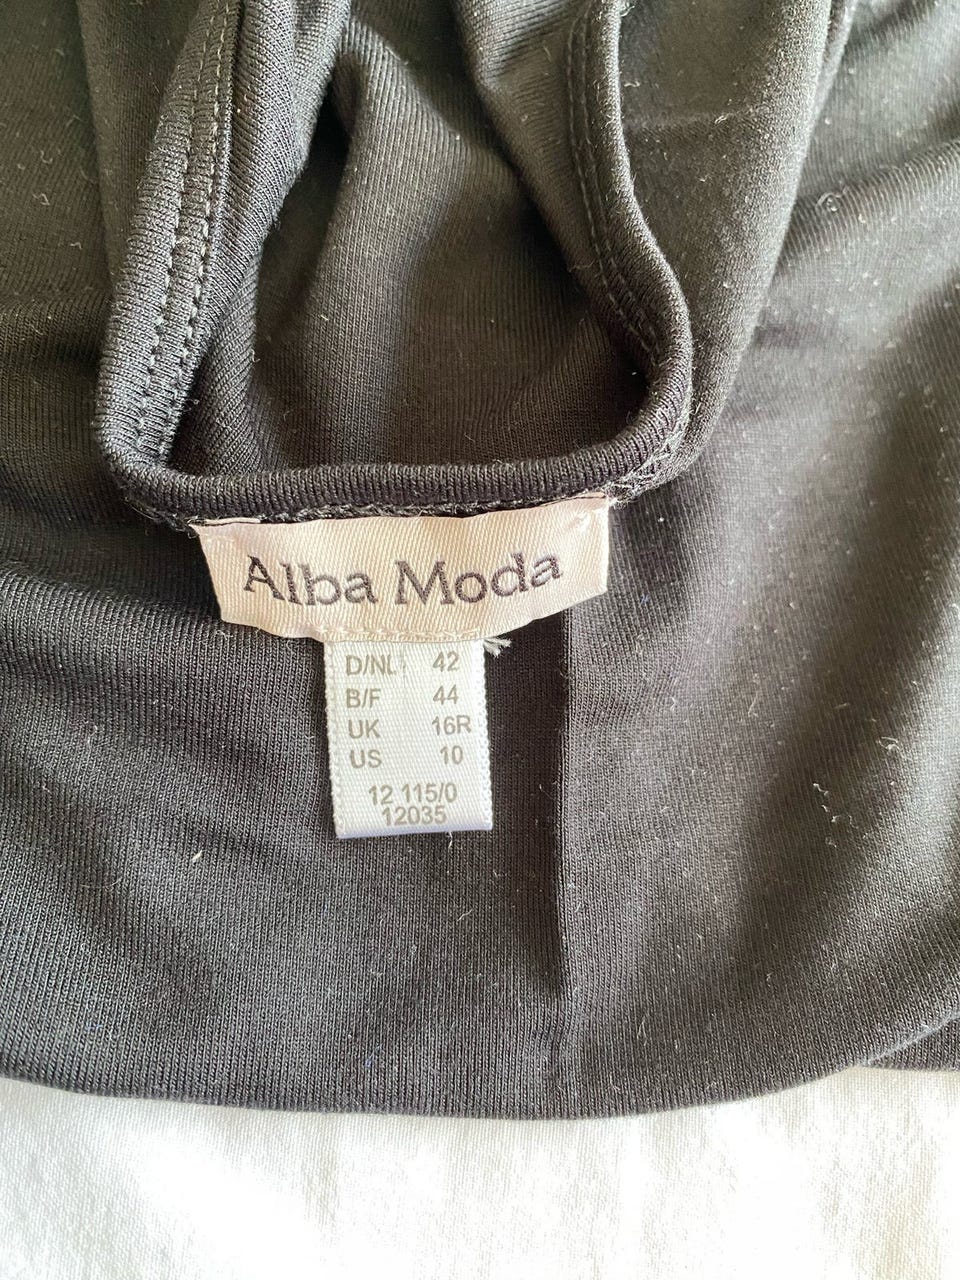 Alba Moda
D/NL 42
B/F 44
UK 16R
US 10
12 115/0
12035